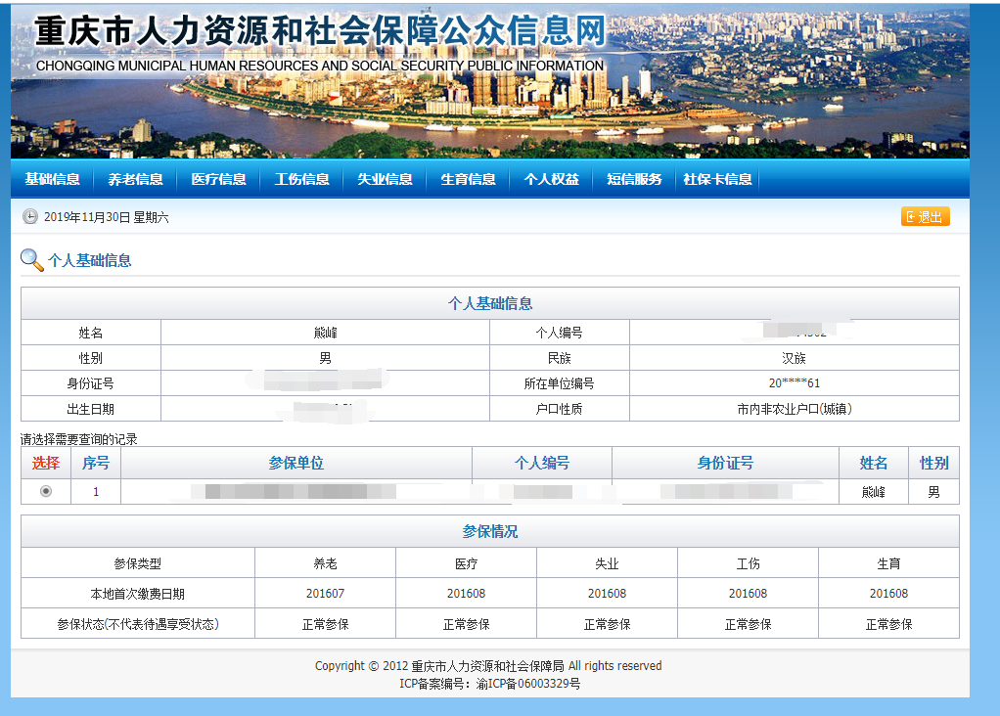 重庆市人力资源和社会保障公众信息网
CHONGQING MUNICIPAL HUMAN RESOURCES AND SOCIAL SECURITY PUBLIC INFORMATION
基础信息 养老信息 医疗信息 工伤信息 失业信息 生育信息 个人权益 短信服务 社保卡信息
2019年11月30日 星期六 退出
个人基础信息
个人基础信息
姓名 熊峰 个人编号
性别 男 民族 汉族
身份证号 所在单位编号 20****61
出生日期 户口性质 市内非农业户口(城镇)
请选择需要查询的记录
选择 序号 参保单位 个人编号 身份证号 姓名 性别
1 熊峰 男
参保情况
参保类型 养老 医疗 失业 工伤 生育
本地首次缴费日期 201607 201608 201608 201608 201608
参保状态(不代表待遇享受状态) 正常参保 正常参保 正常参保 正常参保 正常参保
Copyright © 2012 重庆市人力资源和社会保障局 All rights reserved
ICP备案编号：渝ICP备06003329号